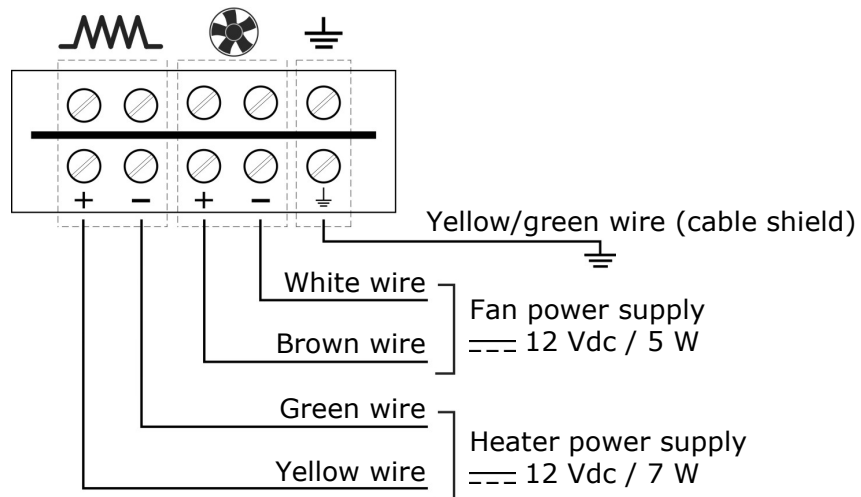 + − + −
Yellow/green wire (cable shield)
White wire
Fan power supply
12 Vdc / 5 W
Brown wire
Green wire
Heater power supply
12 Vdc / 7 W
Yellow wire